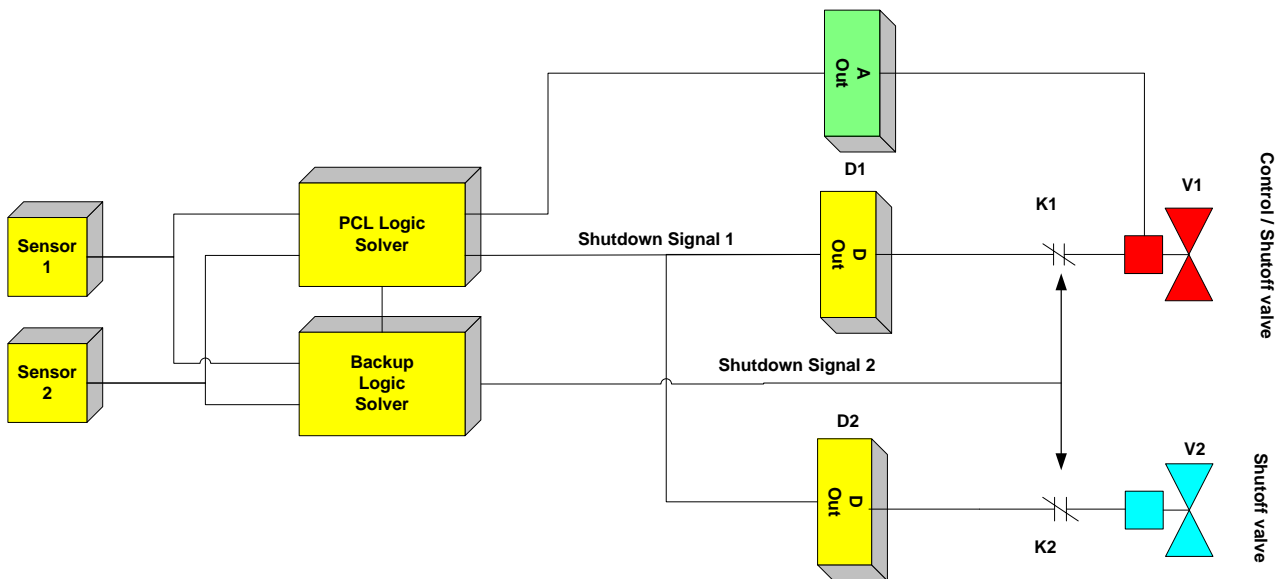 A
Out
D1
Sensor
1
PCL Logic
Solver
Shutdown Signal 1
D
Out
K1
V1
Control / Shutoff valve
Sensor
2
Backup
Logic
Solver
Shutdown Signal 2
D2
D
Out
K2
V2
Shutoff valve